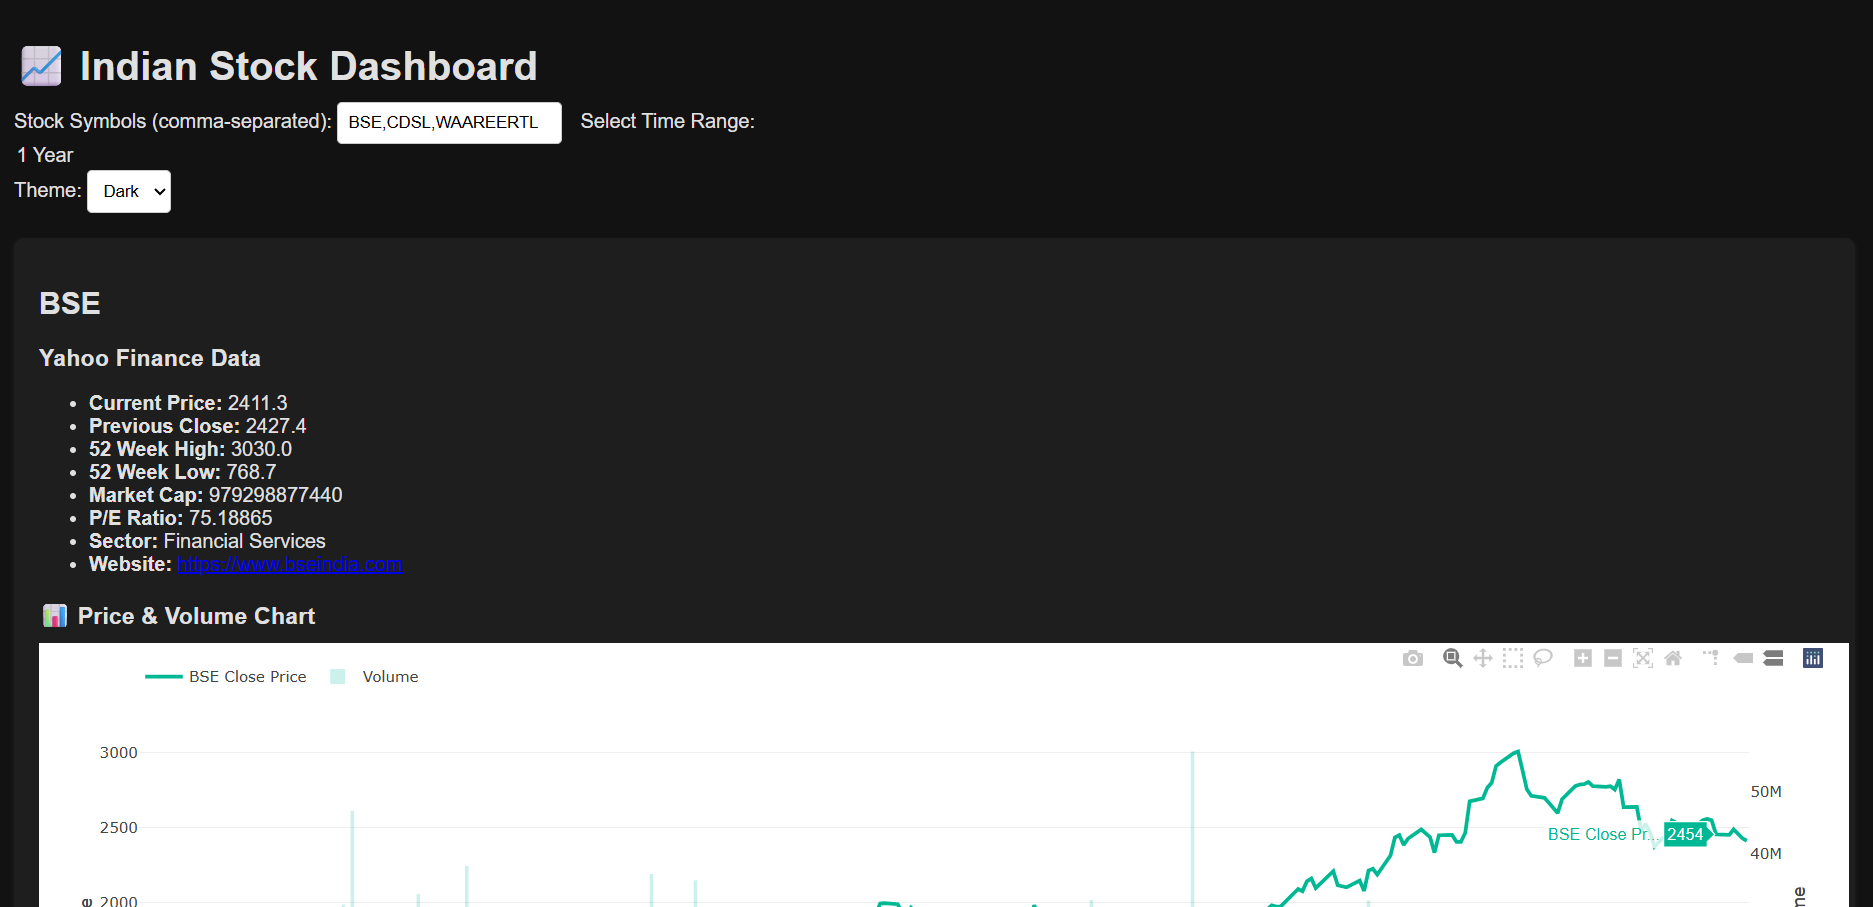 Indian Stock Dashboard
Stock Symbols (comma-separated): BSE,CDSL,WAAREERTL Select Time Range:
1 Year
Theme: Dark
BSE
Yahoo Finance Data
Current Price: 2411.3
Previous Close: 2427.4
52 Week High: 3030.0
52 Week Low: 768.7
Market Cap: 979298877440
P/E Ratio: 75.18865
Sector: Financial Services
Website: https://www.bseindia.com
Price & Volume Chart
BSE Close Price Volume
3000
50M
2500
BSE Close Pr... 2454
40M
2000